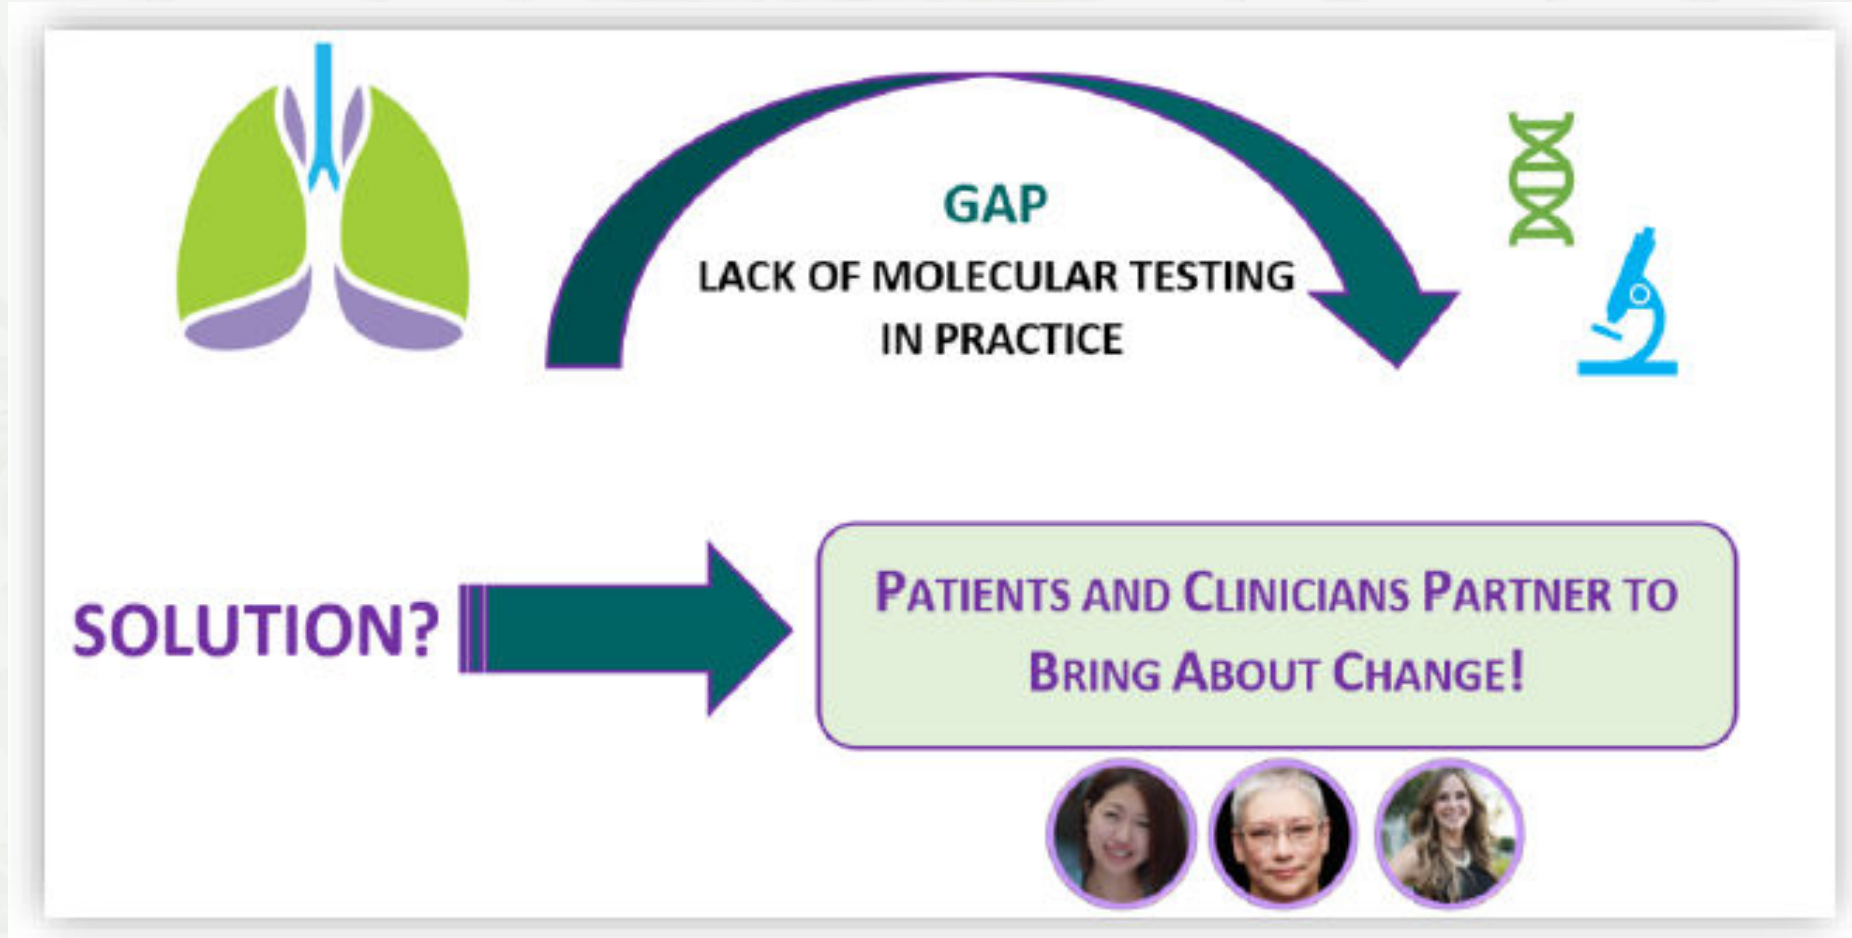 GAP
LACK OF MOLECULAR TESTING
IN PRACTICE
SOLUTION?
PATIENTS AND CLINICIANS PARTNER TO
BRING ABOUT CHANGE!